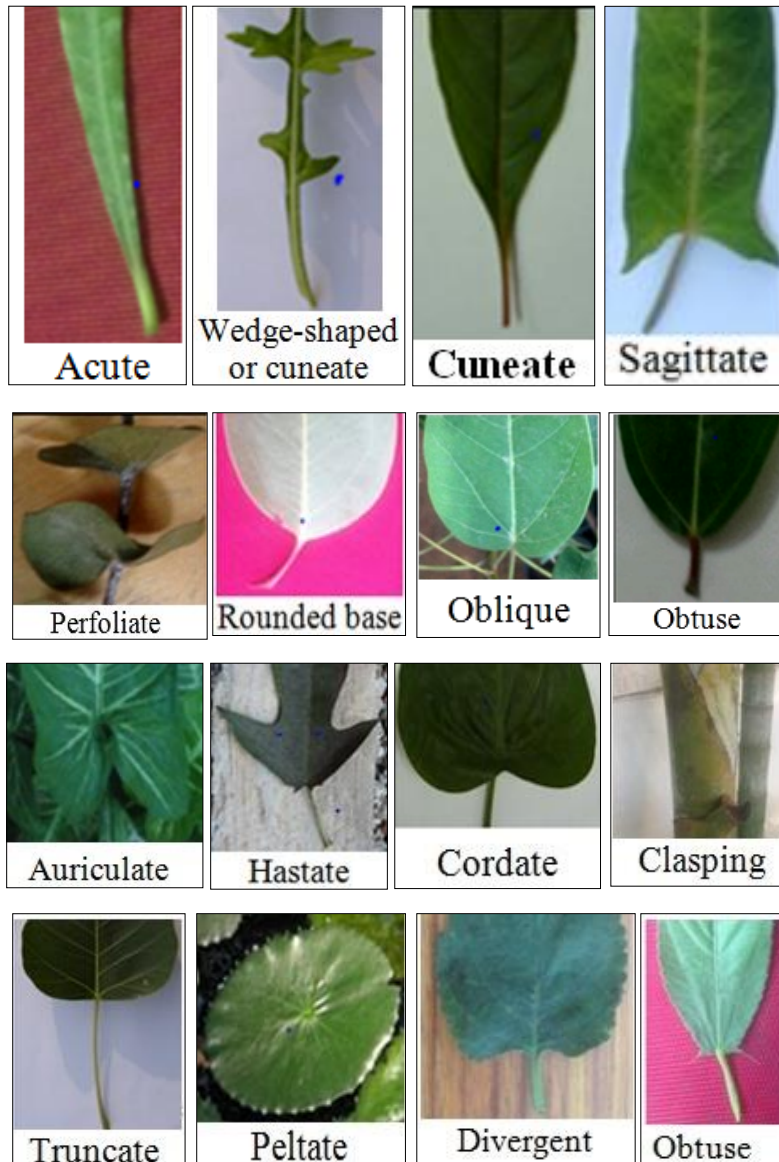 Acute
Wedge-shaped
or cuneate
Cuneate
Sagittate
Perfoliate
Rounded base
Oblique
Obtuse
Auriculate
Hastate
Cordate
Clasping
Truncate
Peltate
Divergent
Obtuse